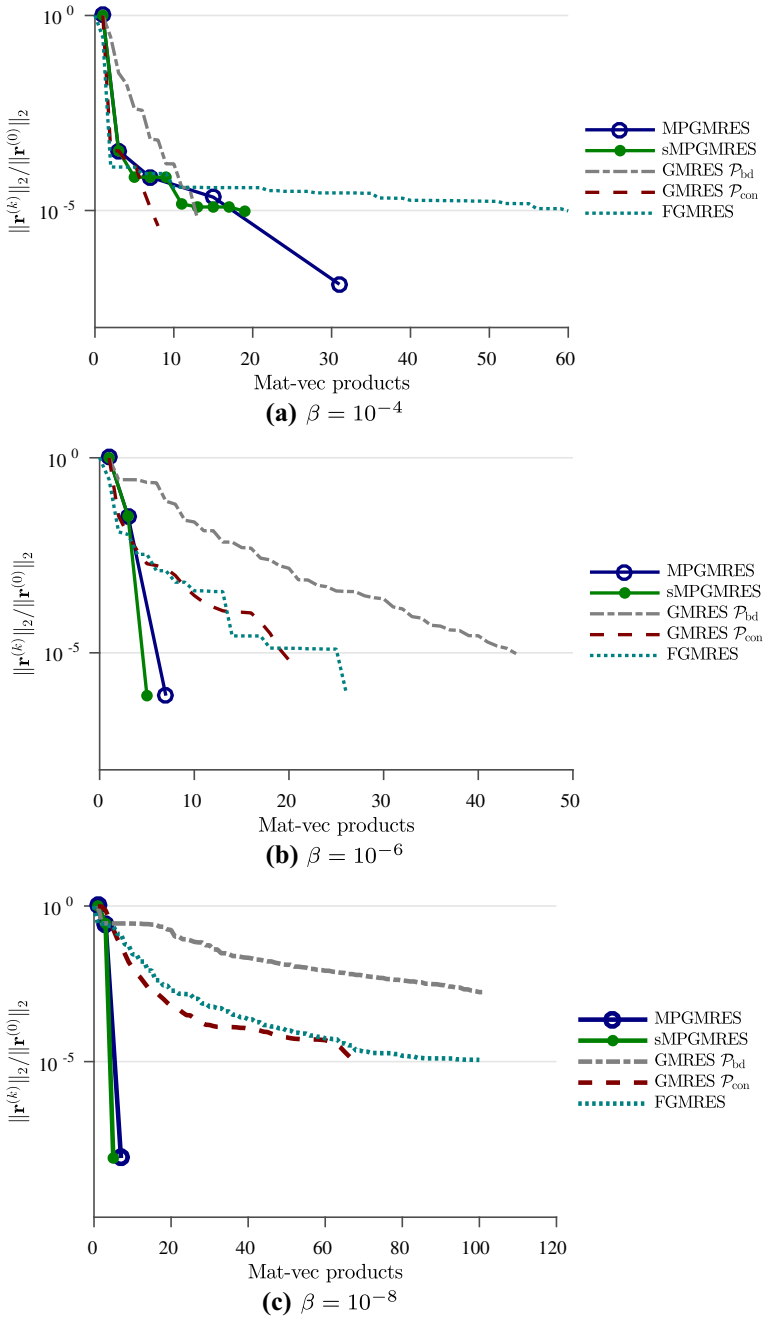 10^0
10^-5
||r^(k)||_2/||r^(0)||_2
0 10 20 30 40 50 60
Mat-vec products
MPGMRES
sMPGMRES
GMRES P_bd
GMRES P_con
FGMRES
(a) β = 10^-4
10^0
10^-5
||r^(k)||_2/||r^(0)||_2
0 10 20 30 40 50
Mat-vec products
MPGMRES
sMPGMRES
GMRES P_bd
GMRES P_con
FGMRES
(b) β = 10^-6
10^0
10^-5
||r^(k)||_2/||r^(0)||_2
0 20 40 60 80 100 120
Mat-vec products
MPGMRES
sMPGMRES
GMRES P_bd
GMRES P_con
FGMRES
(c) β = 10^-8